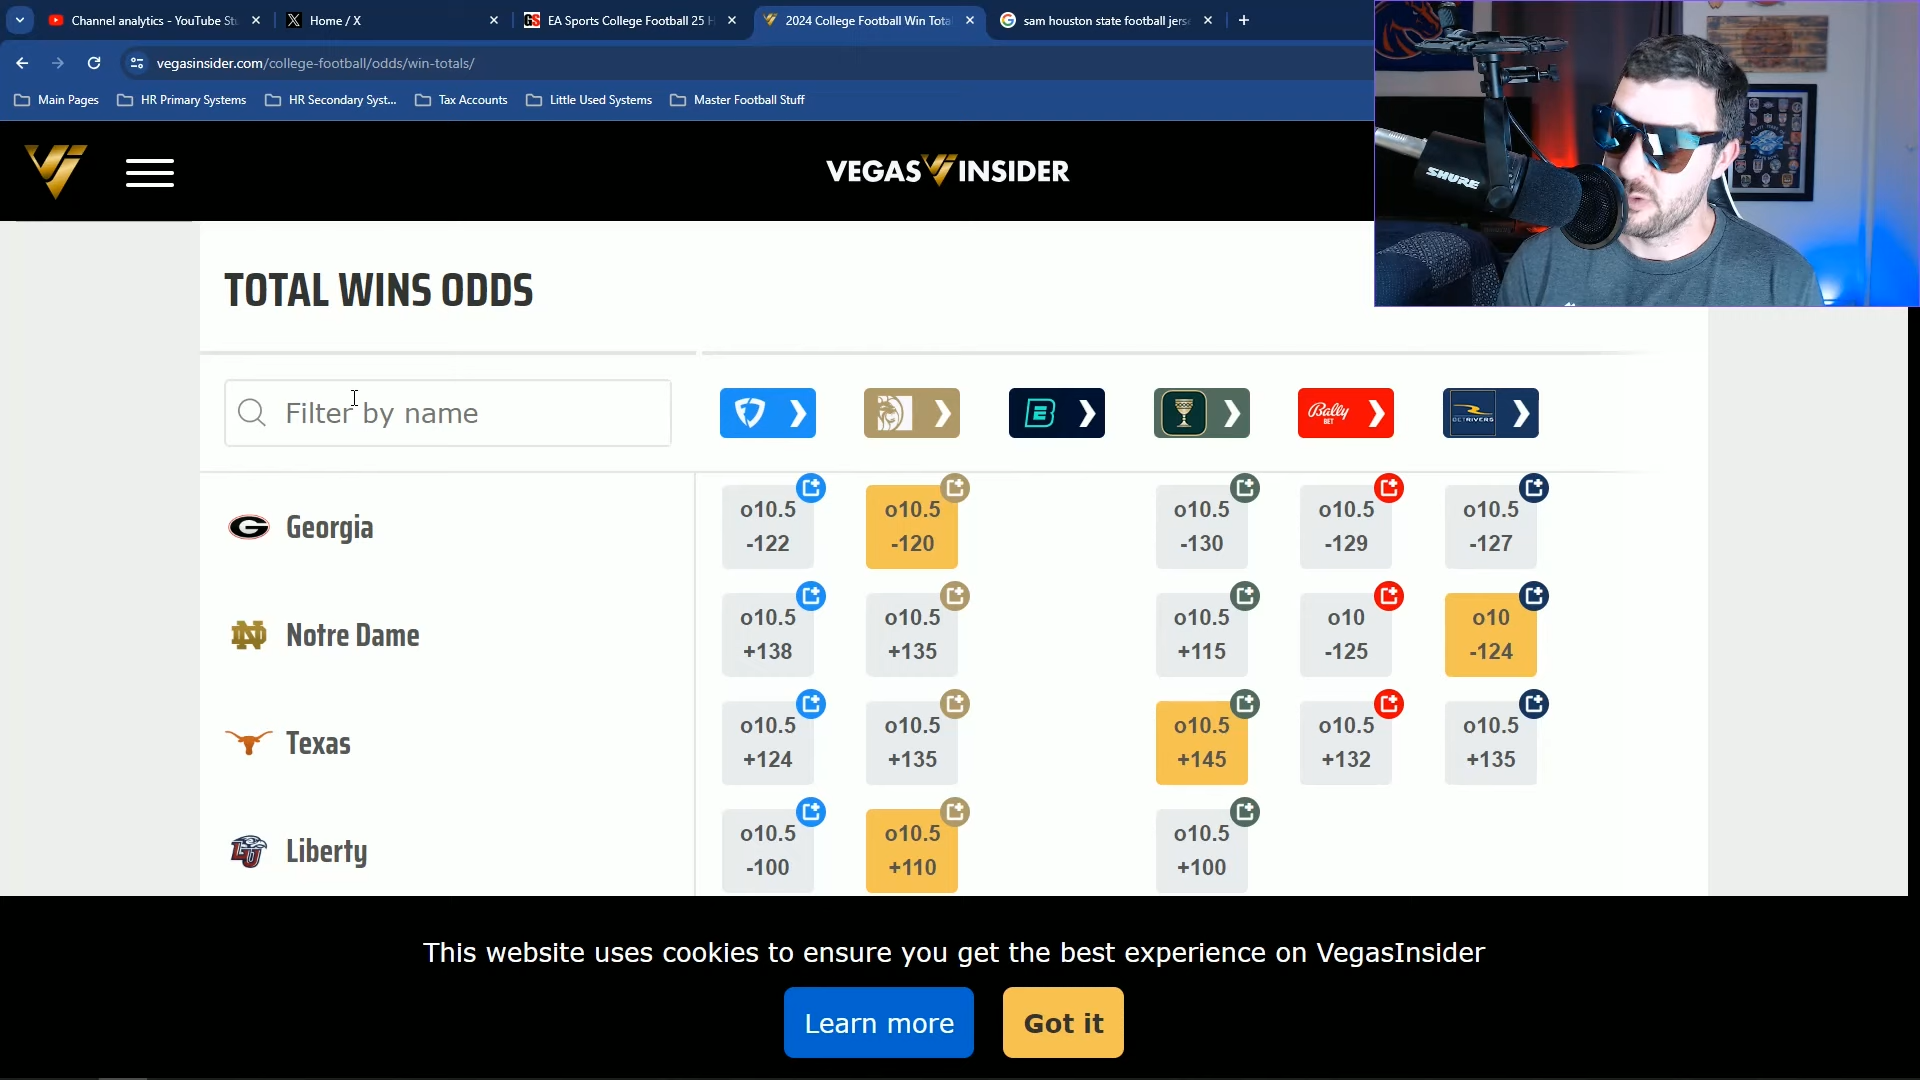 Channel analytics - YouTube St
Home / X
EA Sports College Football 25 H
2024 College Football Win Tota
sam houston state football jerse
vegasinsider.com/college-football/odds/win-totals/
Main Pages
HR Primary Systems
HR Secondary Syst...
Tax Accounts
Little Used Systems
Master Football Stuff
VEGAS INSIDER
SHURE
TOTAL WINS ODDS
Filter by name
Bally BET
BETRIVERS
Georgia
o10.5 o10.5 o10.5 o10.5 o10.5
-122 -120 -130 -129 -127
Notre Dame
o10.5 o10.5 o10.5 o10 o10
+138 +135 +115 -125 -124
Texas
o10.5 o10.5 o10.5 o10.5 o10.5
+124 +135 +145 +132 +135
Liberty
o10.5 o10.5 o10.5
-100 +110 +100
This website uses cookies to ensure you get the best experience on VegasInsider
Learn more
Got it